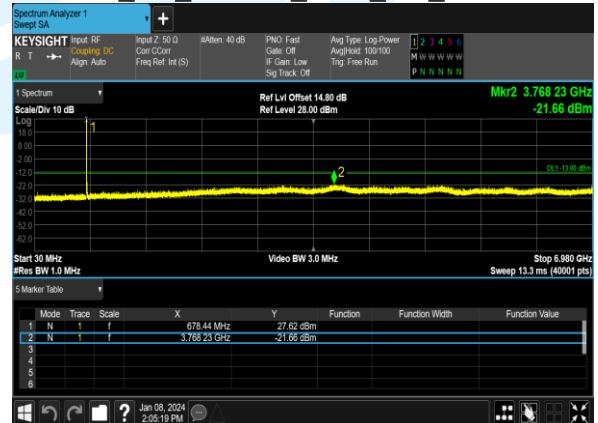 Spectrum Analyzer 1
Swept SA
+
KEYSIGHT Input: RF Input Z: 50 Ω #Atten: 40 dB PNO: Fast Avg Type: Log-Power 1 2 3 4 5 6
R T Coupling: DC Corr CCorr Gate: Off Avg|Hold: 100/100 M W W W W W
Align: Auto Freq Ref: Int (S) IF Gain: Low Trig: Free Run
Sig Track: Off P N N N N N
1 Spectrum Ref Lvl Offset 14.80 dB Mkr2 3.768 23 GHz
Scale/Div 10 dB Ref Level 28.00 dBm -21.66 dBm
Log
1
18.0
8.00
-2.00
-12.0 2 DL1 -13.00 dBm
-22.0
-32.0
-42.0
-52.0
-62.0
Start 30 MHz Video BW 3.0 MHz Stop 6.980 GHz
#Res BW 1.0 MHz Sweep 13.3 ms (40001 pts)
5 Marker Table
Mode Trace Scale X Y Function Function Width Function Value
1 N 1 f 678.44 MHz 27.62 dBm
2 N 1 f 3.768 23 GHz -21.66 dBm
3
4
5
6
? Jan 08, 2024
2:05:19 PM